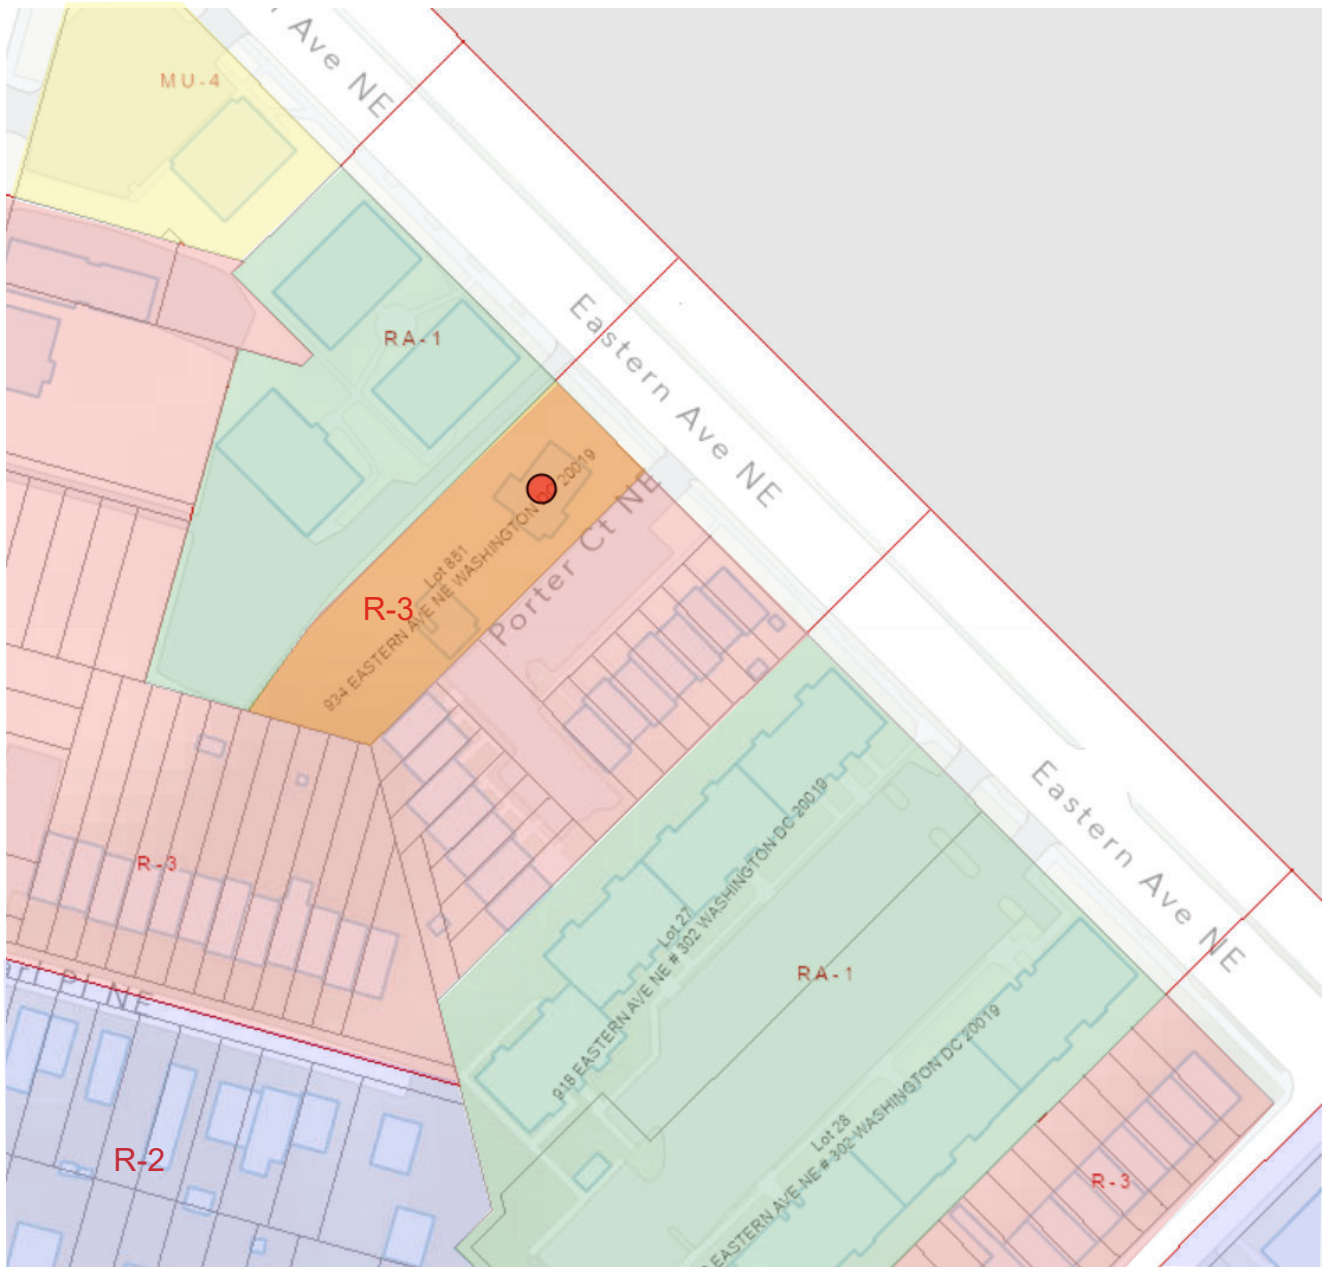 Ave NE
MU-4
RA-1
Eastern Ave NE
Lot 851
934 EASTERN AVE NE WASHINGTON DC 20019
R-3
Porter Ct NE
Eastern Ave NE
R-3
Lot 27
918 EASTERN AVE NE # 302 WASHINGTON DC 20019
RA-1
Pl NE
Lot 28
EASTERN AVE NE # 302 WASHINGTON DC 20019
R-2
R-3